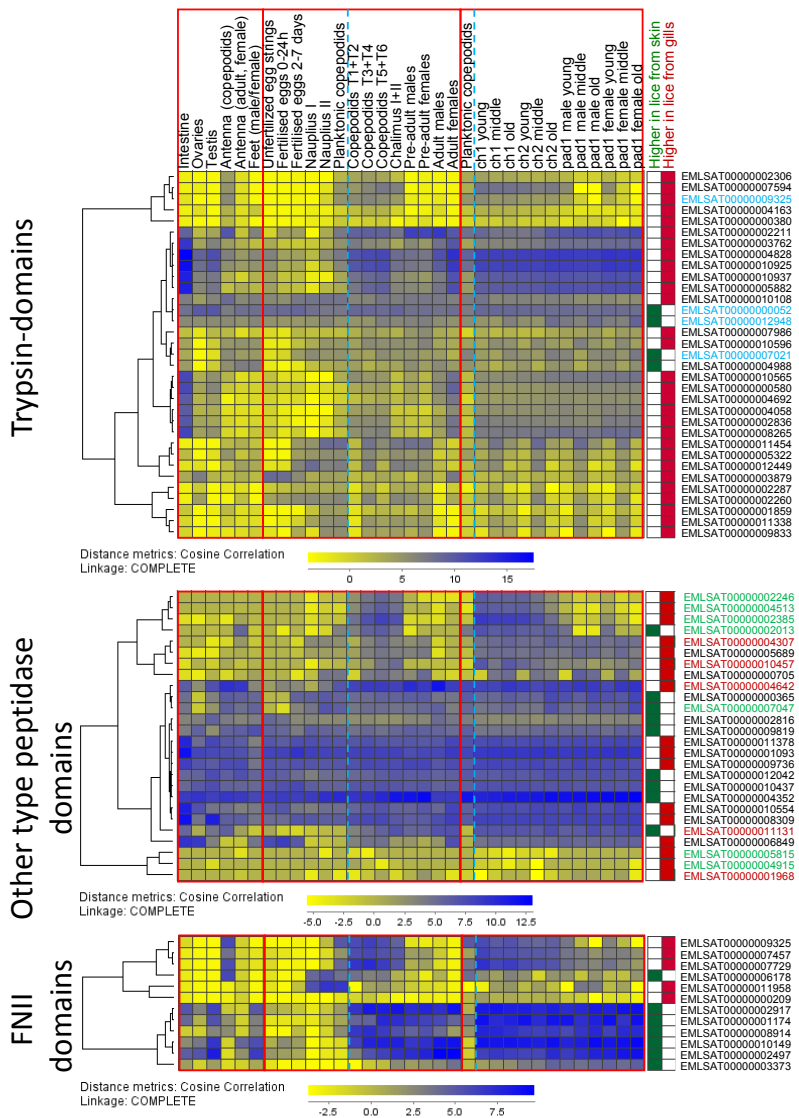 Intestine
Ovaries
Testis
Antenna (copepodids)
Antenna (adult, female)
Feet (male/female)
Unfertilized egg strings
Fertilised eggs 0-24h
Fertilised eggs 2-7 days
Nauplius I
Nauplius II
Planktonic copepodids
Copepodids T1+T2
Copepodids T3+T4
Copepodids T5+T6
Chalimus I+II
Pre-adult males
Pre-adult females
Adult males
Adult females
Planktonic copepodids
ch1 young
ch1 middle
ch1 old
ch2 young
ch2 middle
ch2 old
pad1 male young
pad1 male middle
pad1 male old
pad1 female young
pad1 female middle
pad1 female old
Higher in lice from skin
Higher in lice from gills
Trypsin-domains
EMLSAT00000002306
EMLSAT00000007594
EMLSAT00000009325
EMLSAT00000004163
EMLSAT00000000380
EMLSAT00000002211
EMLSAT00000003762
EMLSAT00000004828
EMLSAT00000010925
EMLSAT00000010937
EMLSAT00000005882
EMLSAT00000010108
EMLSAT00000000052
EMLSAT00000012948
EMLSAT00000007986
EMLSAT00000010596
EMLSAT00000007021
EMLSAT00000004988
EMLSAT00000010565
EMLSAT00000000580
EMLSAT00000004692
EMLSAT00000004058
EMLSAT00000002836
EMLSAT00000008265
EMLSAT00000011454
EMLSAT00000005322
EMLSAT00000012449
EMLSAT00000003879
EMLSAT00000002287
EMLSAT00000002260
EMLSAT00000001859
EMLSAT00000011338
EMLSAT00000009833
Distance metrics: Cosine Correlation
Linkage: COMPLETE
0 5 10 15
Other type peptidase
domains
EMLSAT00000002246
EMLSAT00000004513
EMLSAT00000002385
EMLSAT00000002013
EMLSAT00000004307
EMLSAT00000005689
EMLSAT00000010457
EMLSAT00000000705
EMLSAT00000004642
EMLSAT00000000365
EMLSAT00000007047
EMLSAT00000002816
EMLSAT00000009819
EMLSAT00000011378
EMLSAT00000001093
EMLSAT00000009736
EMLSAT00000012042
EMLSAT00000010437
EMLSAT00000004352
EMLSAT00000010554
EMLSAT00000008309
EMLSAT00000011131
EMLSAT00000006849
EMLSAT00000005815
EMLSAT00000004915
EMLSAT00000001968
Distance metrics: Cosine Correlation
Linkage: COMPLETE
-5.0 -2.5 0.0 2.5 5.0 7.5 10.0 12.5
FNII
domains
EMLSAT00000009325
EMLSAT00000007457
EMLSAT00000007729
EMLSAT00000006178
EMLSAT00000011958
EMLSAT00000000209
EMLSAT00000002917
EMLSAT00000001174
EMLSAT00000008914
EMLSAT00000010149
EMLSAT00000002497
EMLSAT00000003373
Distance metrics: Cosine Correlation
Linkage: COMPLETE
-2.5 0.0 2.5 5.0 7.5